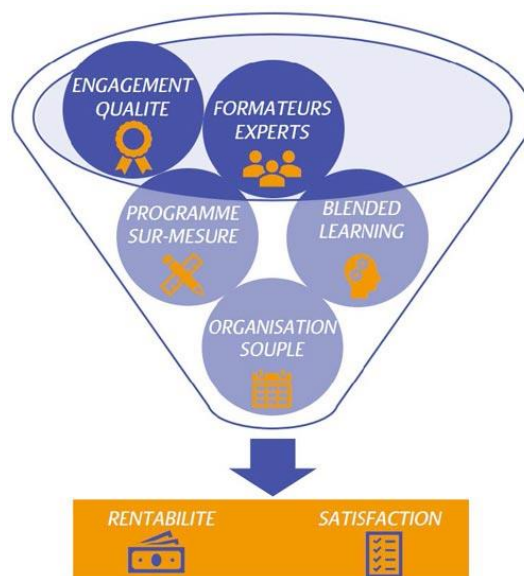 ENGAGEMENT
QUALITE
FORMATEURS
EXPERTS
PROGRAMME
SUR-MESURE
BLENDED
LEARNING
ORGANISATION
SOUPLE
RENTABILITE
SATISFACTION